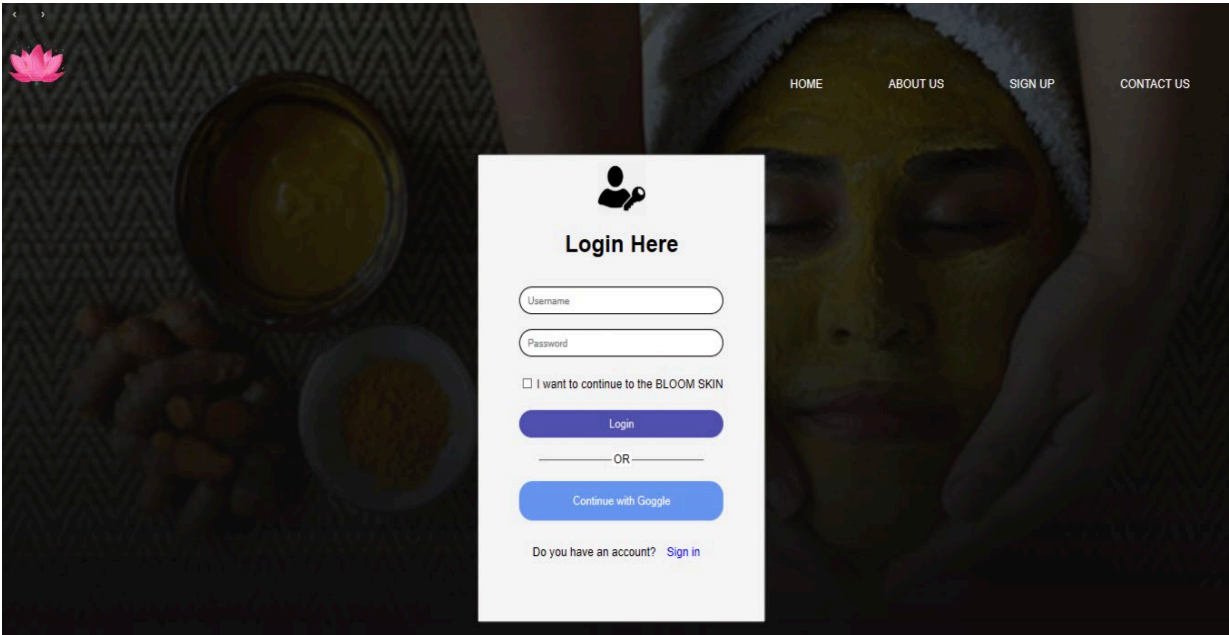 HOME ABOUT US SIGN UP CONTACT US
Login Here
Username
Password
I want to continue to the BLOOM SKIN
Login
OR
Continue with Goggle
Do you have an account? Sign in